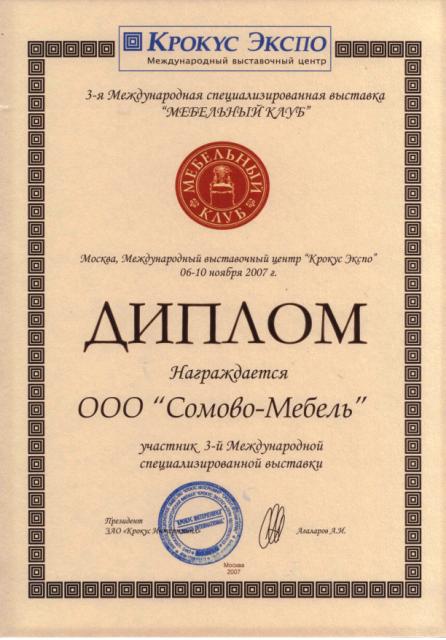 КРОКУС ЭКСПО
Международный выставочный центр
3-я Международная специализированная выставка
"МЕБЕЛЬНЫЙ КЛУБ"
МЕБЕЛЬНЫЙ
КЛУБ
Москва, Международный выставочный центр "Крокус Экспо"
06-10 ноября 2007 г.
ДИПЛОМ
Награждается
ООО "Сомово-Мебель"
участник 3-й Международной
специализированной выставки
Президент
ЗАО «Крокус
Агаларов А.И.
Москва
2007